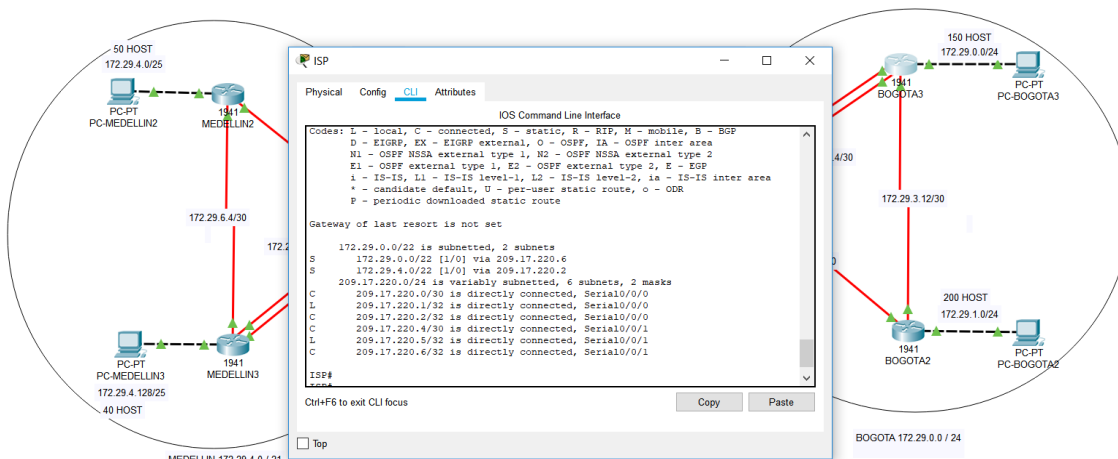 50 HOST
172.29.4.0/25
PC-PT
PC-MEDELLIN2
1941
MEDELLIN2
172.29.6.4/30
172.2
PC-PT
PC-MEDELLIN3
172.29.4.128/25
40 HOST
1941
MEDELLIN3
ISP
Physical Config CLI Attributes
IOS Command Line Interface
Codes: L - local, C - connected, S - static, R - RIP, M - mobile, B - BGP
D - EIGRP, EX - EIGRP external, O - OSPF, IA - OSPF inter area
N1 - OSPF NSSA external type 1, N2 - OSPF NSSA external type 2
E1 - OSPF external type 1, E2 - OSPF external type 2, E - EGP
i - IS-IS, L1 - IS-IS level-1, L2 - IS-IS level-2, ia - IS-IS inter area
* - candidate default, U - per-user static route, o - ODR
P - periodic downloaded static route
Gateway of last resort is not set
172.29.0.0/22 is subnetted, 2 subnets
S 172.29.0.0/22 [1/0] via 209.17.220.6
S 172.29.4.0/22 [1/0] via 209.17.220.2
209.17.220.0/24 is variably subnetted, 6 subnets, 2 masks
C 209.17.220.0/30 is directly connected, Serial0/0/0
L 209.17.220.1/32 is directly connected, Serial0/0/0
C 209.17.220.2/32 is directly connected, Serial0/0/0
C 209.17.220.4/30 is directly connected, Serial0/0/1
L 209.17.220.5/32 is directly connected, Serial0/0/1
C 209.17.220.6/32 is directly connected, Serial0/0/1
ISP#
ISP#
Ctrl+F6 to exit CLI focus
Copy Paste
Top
150 HOST
172.29.0.0/24
1941
BOGOTA3
PC-PT
PC-BOGOTA3
.4/30
172.29.3.12/30
0
200 HOST
172.29.1.0/24
1941
BOGOTA2
PC-PT
PC-BOGOTA2
BOGOTA 172.29.0.0 / 24
MEDELLIN 172.29.4.0 / 21